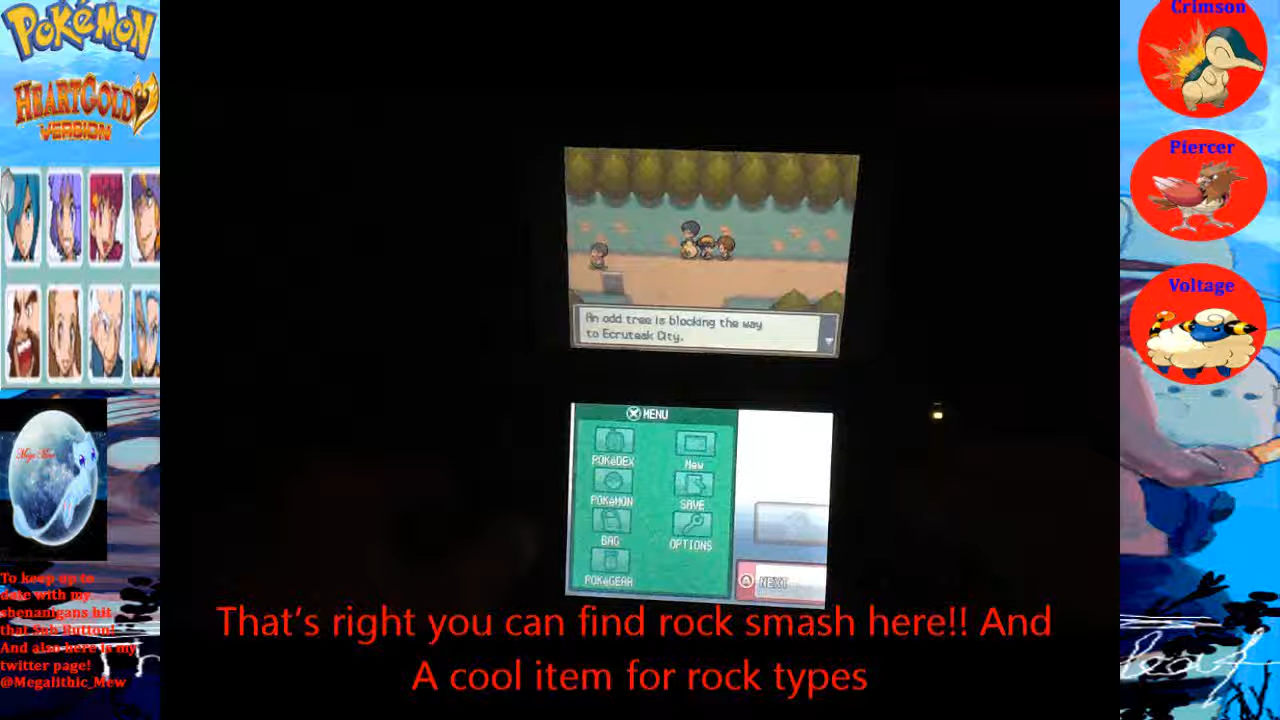 POKéMON
HEARTGOLD
VERSION
Mega Mew
To keep up to
date with my
shenanigans hit
that Sub Button!
And also here is my
twitter page!
@Megalithic_Mew
An odd tree is blocking the way
to Ecruteak City.
MENU
POKéDEX
Mew
POKéMON
SAVE
BAG
OPTIONS
POKéGEAR
A NEXT
That's right you can find rock smash here!! And
A cool item for rock types
Crimson
Piercer
Voltage